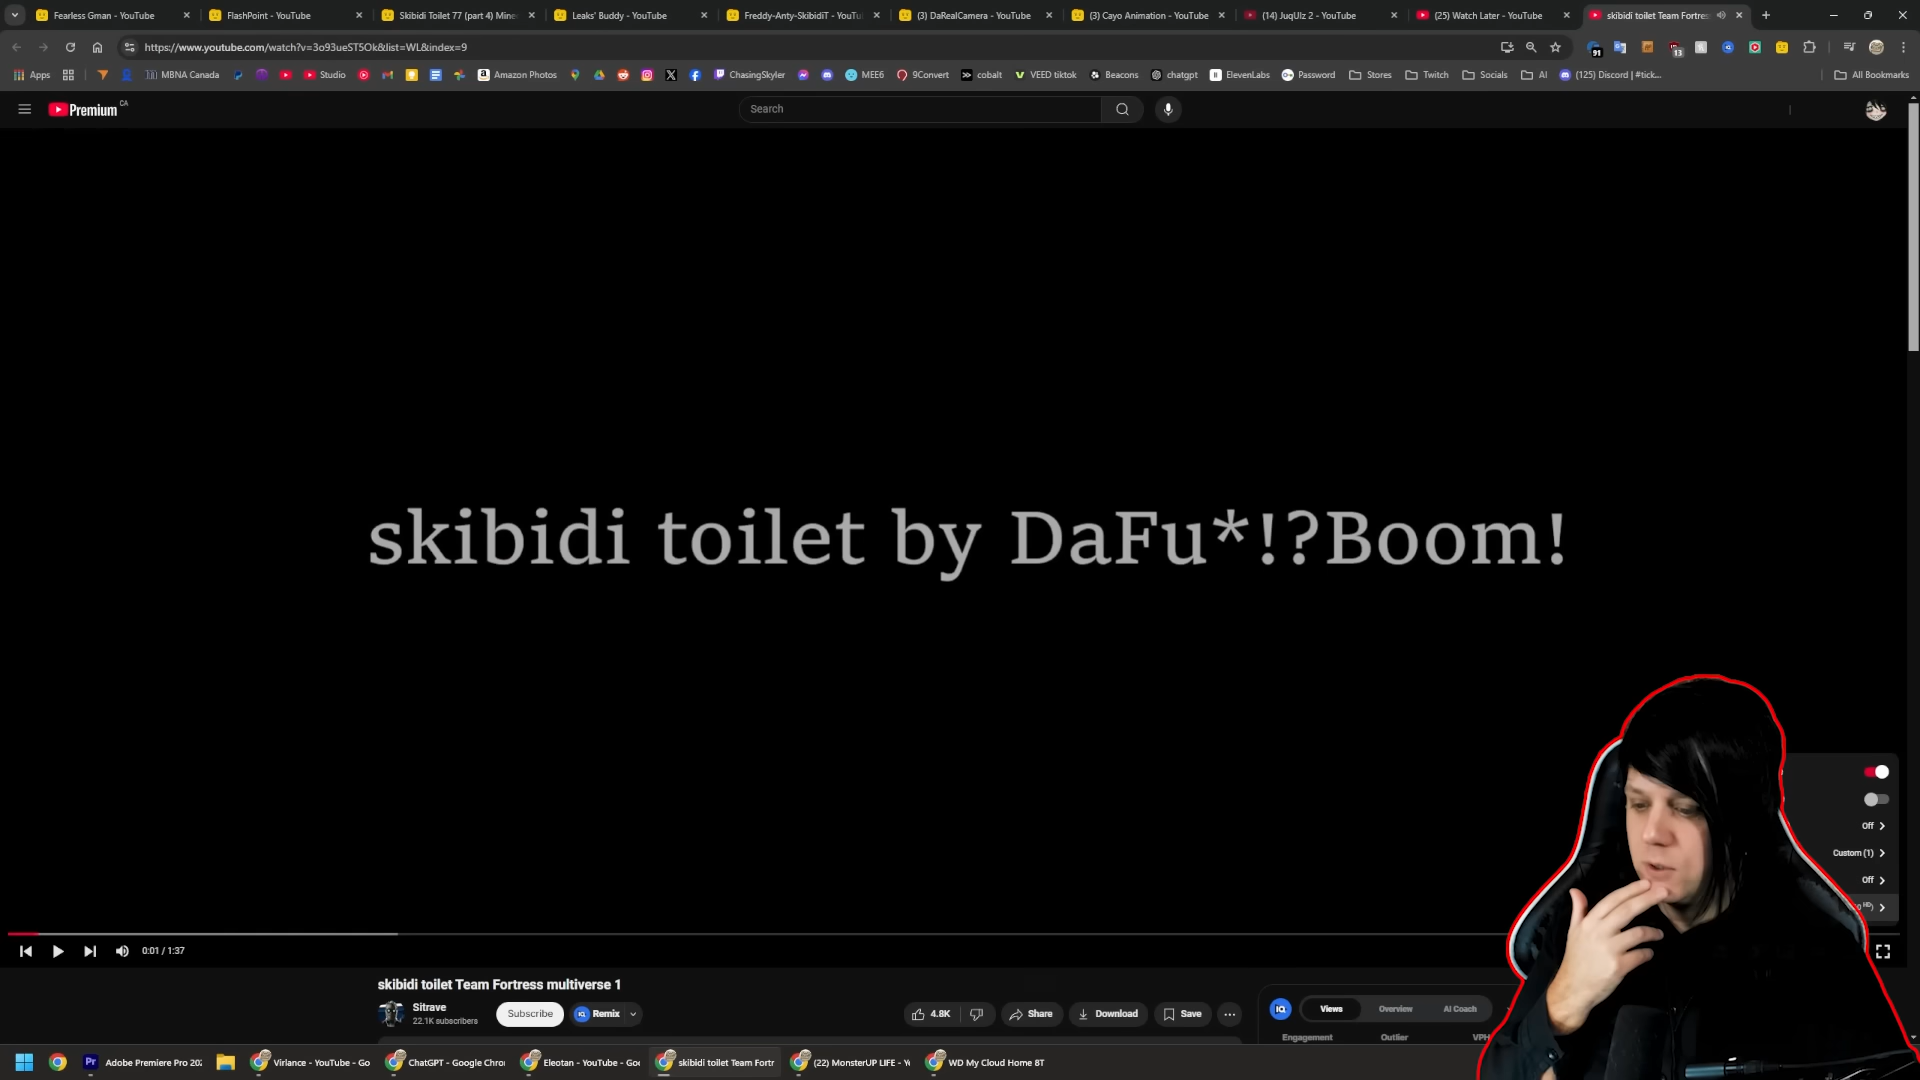 Fearless Gman - YouTube
FlashPoint - YouTube
Skibidi Toilet 77 (part 4) Mine
Leaks' Buddy - YouTube
Freddy-Anty-SkibidiT - YouTu
(3) DaRealCamera - YouTube
(3) Cayo Animation - YouTube
(14) JuqUlz 2 - YouTube
(25) Watch Later - YouTube
skibidi toilet Team Fortres
https://www.youtube.com/watch?v=3o93ueST5Ok&list=WL&index=9
91
13
Apps
MBNA Canada
Studio
Amazon Photos
ChasingSkyler
MEE6
9Convert
cobalt
VEED tiktok
Beacons
chatgpt
ElevenLabs
Password
Stores
Twitch
Socials
AI
(125) Discord | #tick...
All Bookmarks
Premium CA
Search
skibidi toilet by DaFu*!?Boom!
Off
Custom (1)
Off
HD
0:01 / 1:37
skibidi toilet Team Fortress multiverse 1
Sitrave
22.1K subscribers
Subscribe
Remix
4.8K
Share
Download
Save
Views
Overview
AI Coach
Engagement
Outlier
VPH
Pr
Adobe Premiere Pro 202
Virlance - YouTube - Go
ChatGPT - Google Chro
Eleotan - YouTube - Goo
skibidi toilet Team Fortr
(22) MonsterUP LIFE - Y
WD My Cloud Home 8T